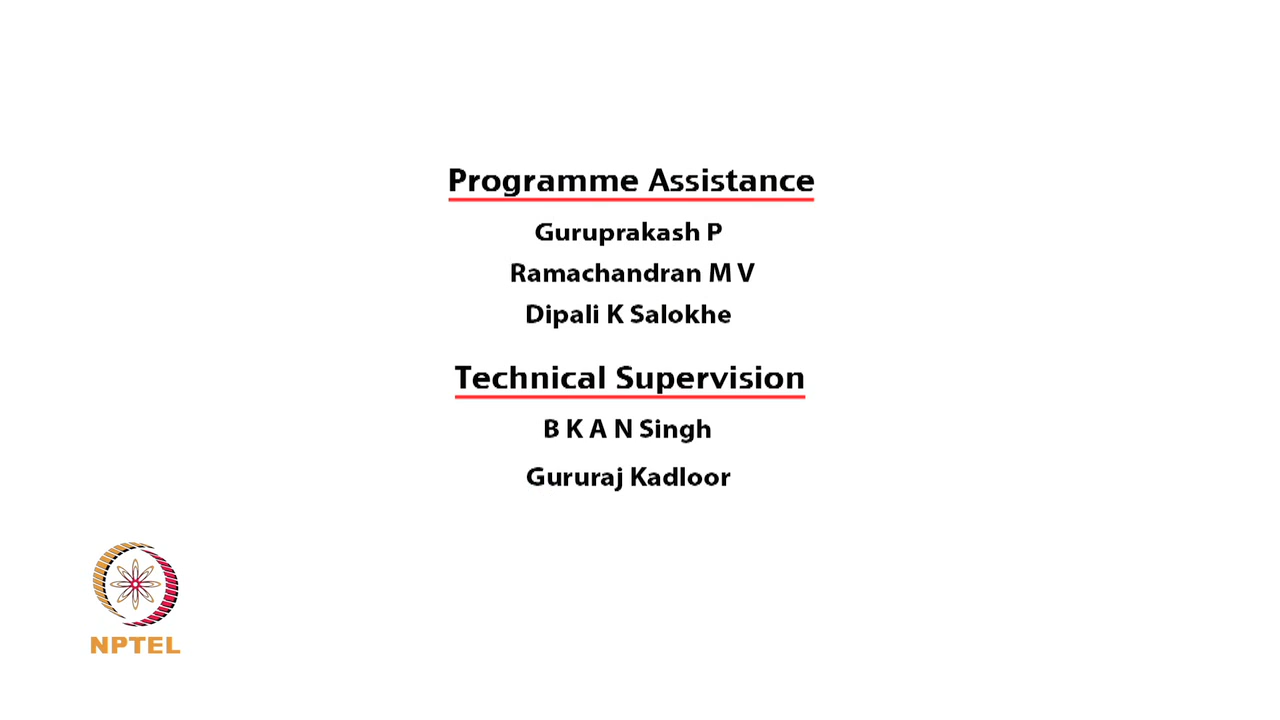 Programme Assistance
Guruprakash P
Ramachandran M V
Dipali K Salokhe
Technical Supervision
B K A N Singh
Gururaj Kadloor
NPTEL